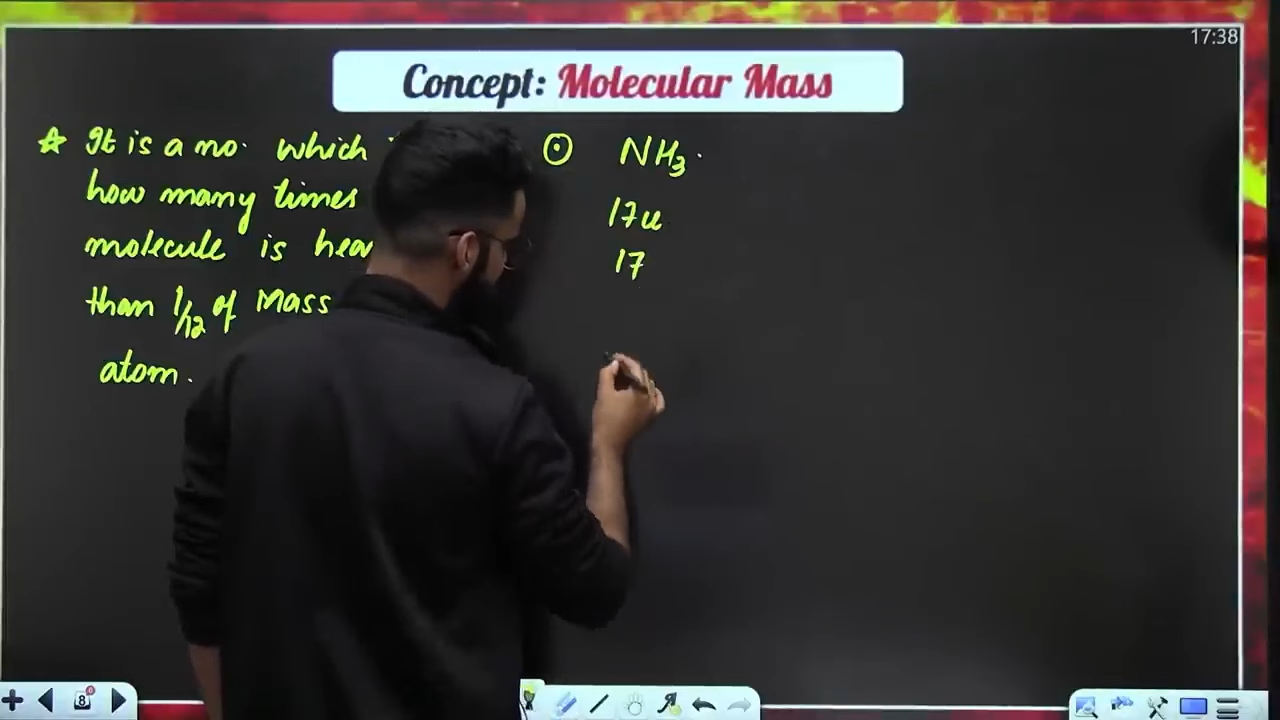 17:38
Concept: Molecular Mass
☆ It is a no. which
how many times
molecule is hea
than 1/12 of Mass
atom.
⊙ NH₃.
17u
17
8